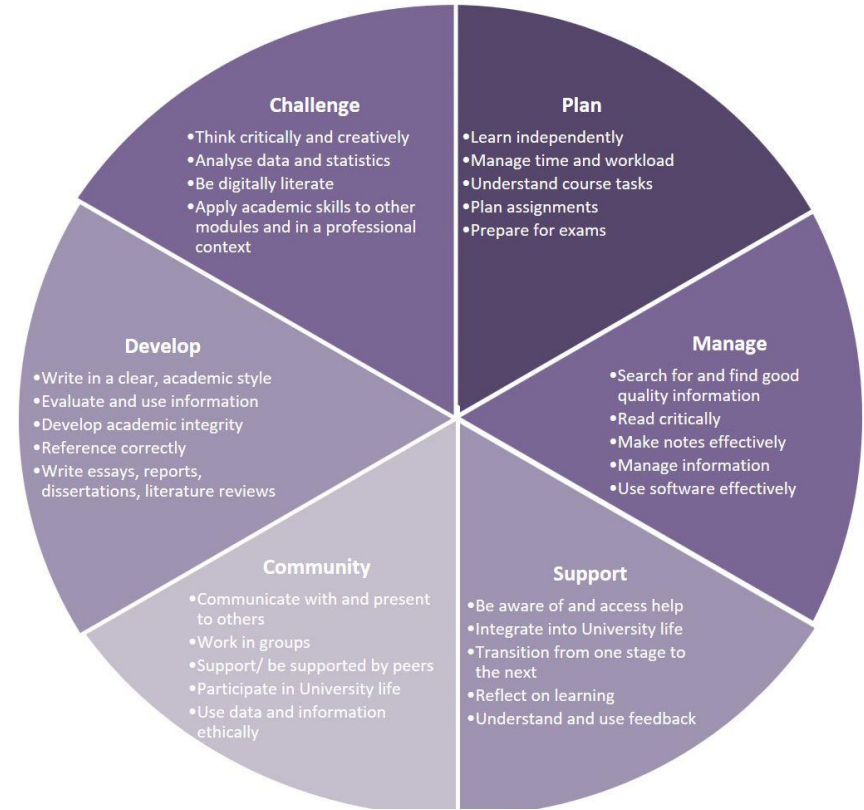 Challenge
•Think critically and creatively
•Analyse data and statistics
•Be digitally literate
•Apply academic skills to other
modules and in a professional
context
Plan
•Learn independently
•Manage time and workload
•Understand course tasks
•Plan assignments
•Prepare for exams
Manage
•Search for and find good
quality information
•Read critically
•Make notes effectively
•Manage information
•Use software effectively
Support
•Be aware of and access help
•Integrate into University life
•Transition from one stage to
the next
•Reflect on learning
•Understand and use feedback
Community
•Communicate with and present
to others
•Work in groups
•Support/ be supported by peers
•Participate in University life
•Use data and information
ethically
Develop
•Write in a clear, academic style
•Evaluate and use information
•Develop academic integrity
•Reference correctly
•Write essays, reports,
dissertations, literature reviews